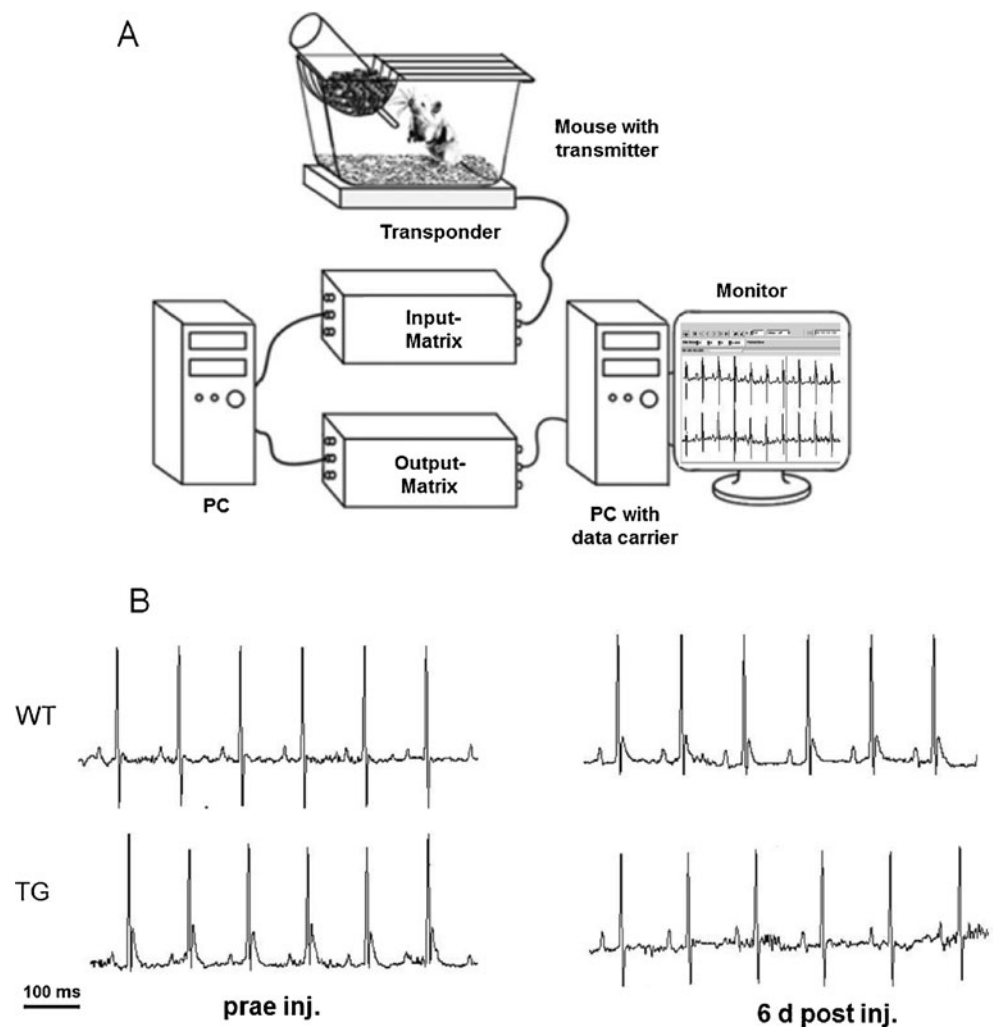 A
Mouse with
transmitter
Transponder
Monitor
Input-
Matrix
Output-
Matrix
PC
PC with
data carrier
B
WT
TG
100 ms
prae inj.
6 d post inj.